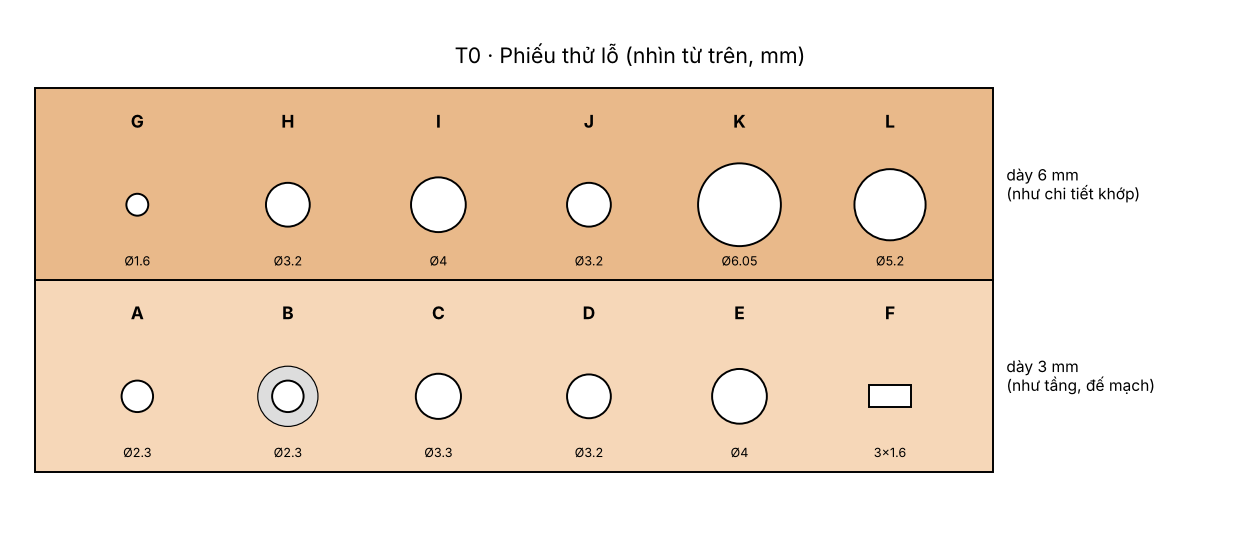 T0 · Phiếu thử lỗ (nhìn từ trên, mm)
G H I J K L
Ø1.6 Ø3.2 Ø4 Ø3.2 Ø6.05 Ø5.2
dày 6 mm
(như chi tiết khớp)
A B C D E F
Ø2.3 Ø2.3 Ø3.3 Ø3.2 Ø4 3×1.6
dày 3 mm
(như tầng, đế mạch)